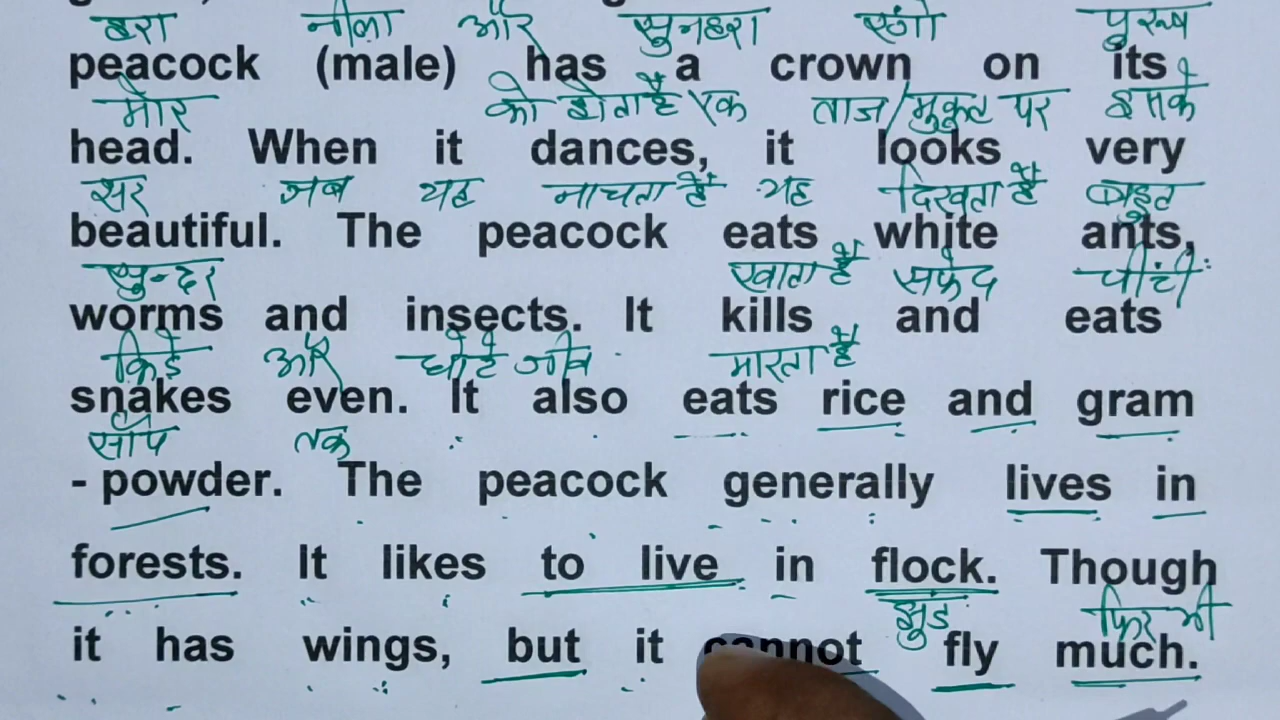 हरा नीला और सुनहरा रंगो पुरूष
peacock (male) has a crown on its
मोर को होता है एक ताज/मुकुट पर इसके
head. When it dances, it looks very
सर जब यह नाचता है यह दिखता है बहुत
beautiful. The peacock eats white ants,
सुन्दर खाता है सफेद चींटी
worms and insects. It kills and eats
किड़े और छोटे जीव मारता है
snakes even. It also eats rice and gram
साँप तक
- powder. The peacock generally lives in
forests. It likes to live in flock. Though
झुंड फिर भी
it has wings, but it cannot fly much.